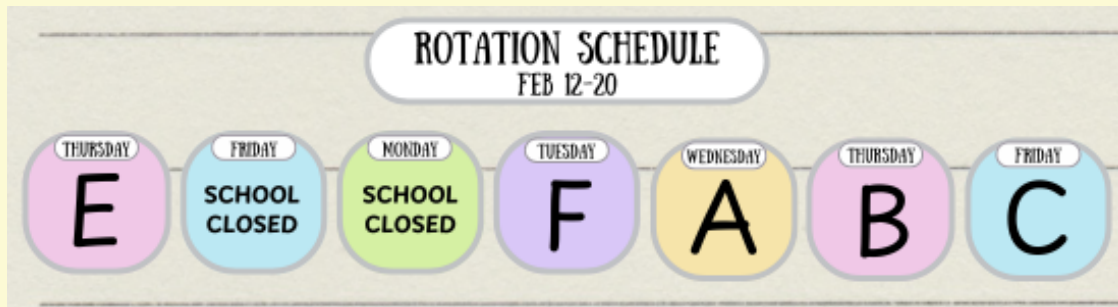 ROTATION SCHEDULE
FEB 12-20
THURSDAY
E
FRIDAY
SCHOOL
CLOSED
MONDAY
SCHOOL
CLOSED
TUESDAY
F
WEDNESDAY
A
THURSDAY
B
FRIDAY
C